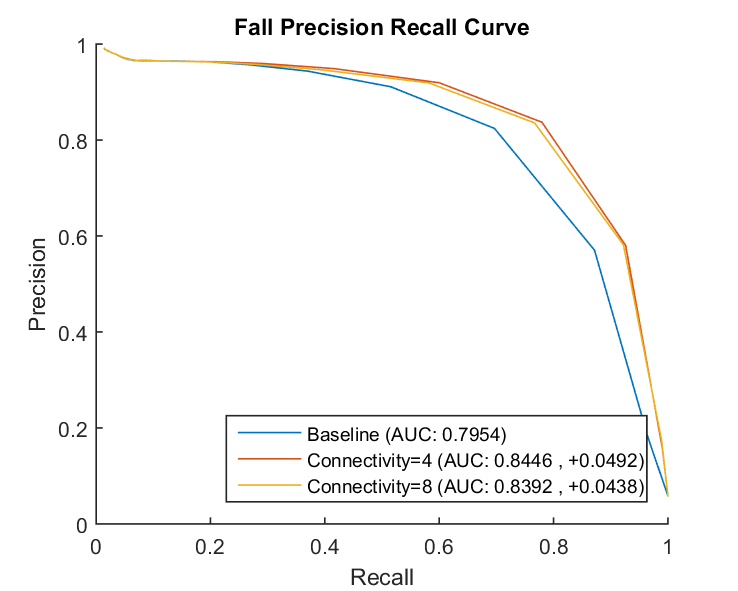 Fall Precision Recall Curve
1
0.8
0.6
0.4
0.2
0
Precision
Baseline (AUC: 0.7954)
Connectivity=4 (AUC: 0.8446 , +0.0492)
Connectivity=8 (AUC: 0.8392 , +0.0438)
0 0.2 0.4 0.6 0.8 1
Recall